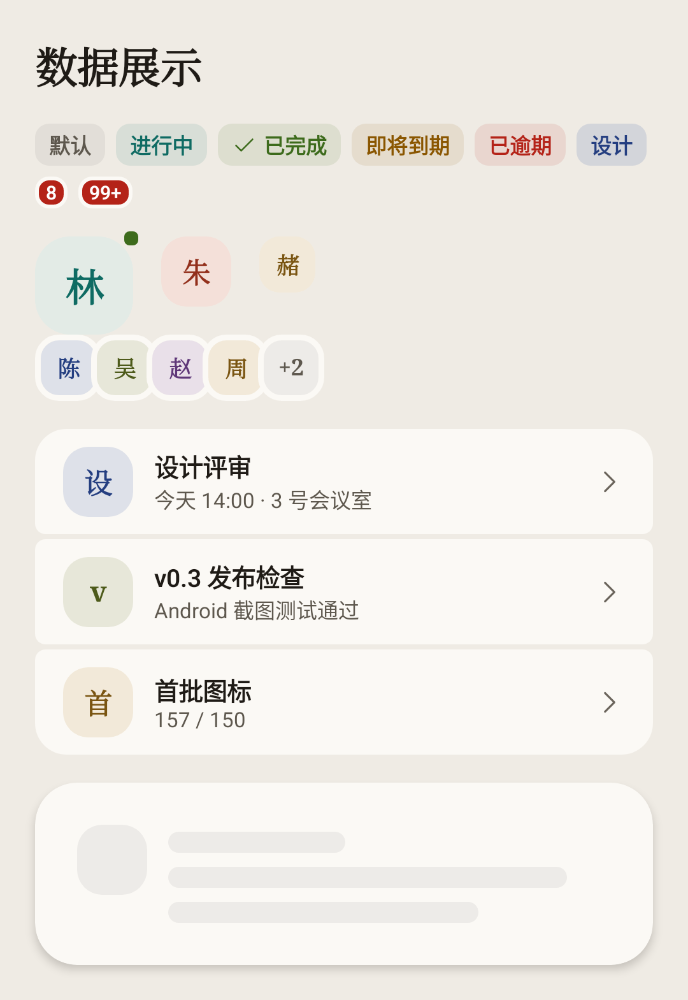 数据展示
默认 进行中 已完成 即将到期 已逾期 设计
8 99+
林 朱 赭
陈 吴 赵 周 +2
设 设计评审
今天 14:00 · 3 号会议室
v v0.3 发布检查
Android 截图测试通过
首 首批图标
157 / 150